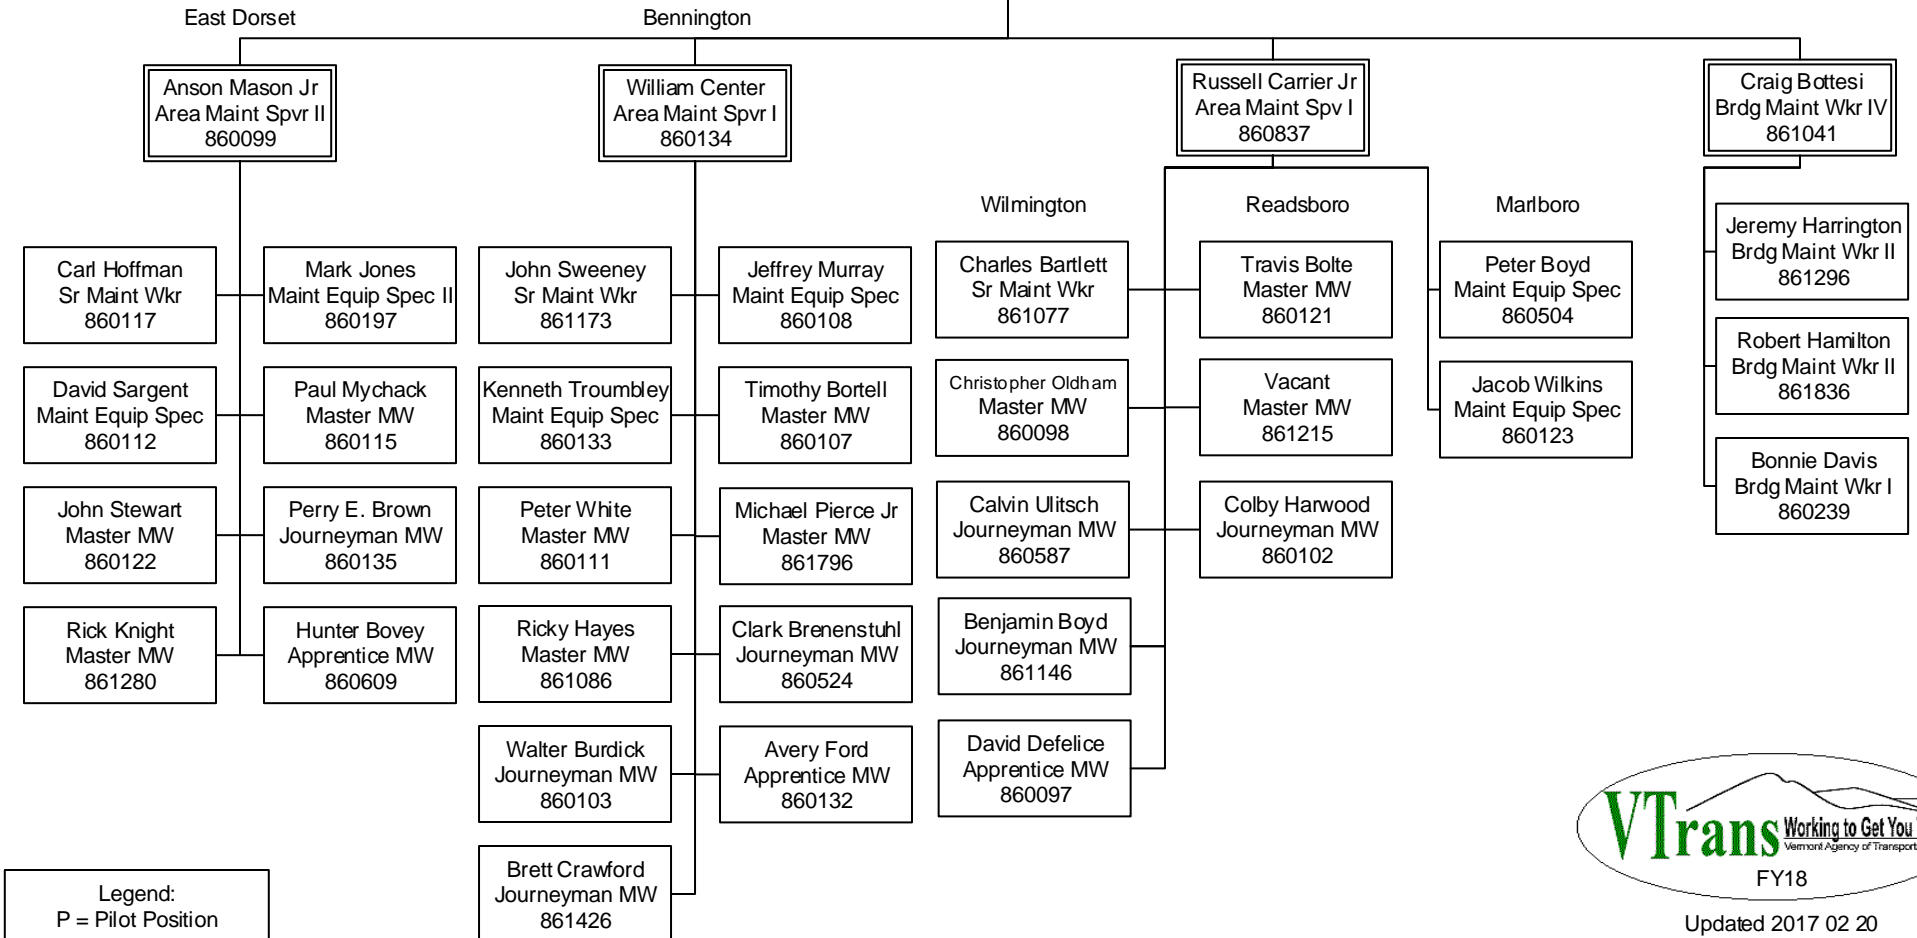 East Dorset
Bennington
Anson Mason Jr
Area Maint Spvr II
860099
William Center
Area Maint Spvr I
860134
Russell Carrier Jr
Area Maint Spv I
860837
Craig Bottesi
Brdg Maint Wkr IV
861041
Carl Hoffman
Sr Maint Wkr
860117
Mark Jones
Maint Equip Spec II
860197
David Sargent
Maint Equip Spec
860112
Paul Mychack
Master MW
860115
John Stewart
Master MW
860122
Perry E. Brown
Journeyman MW
860135
Rick Knight
Master MW
861280
Hunter Bovey
Apprentice MW
860609
John Sweeney
Sr Maint Wkr
861173
Jeffrey Murray
Maint Equip Spec
860108
Kenneth Troumbley
Maint Equip Spec
860133
Timothy Bortell
Master MW
860107
Peter White
Master MW
860111
Michael Pierce Jr
Master MW
861796
Ricky Hayes
Master MW
861086
Clark Brenenstuhl
Journeyman MW
860524
Walter Burdick
Journeyman MW
860103
Avery Ford
Apprentice MW
860132
Brett Crawford
Journeyman MW
861426
Wilmington
Charles Bartlett
Sr Maint Wkr
861077
Christopher Oldham
Master MW
860098
Calvin Ulitsch
Journeyman MW
860587
Benjamin Boyd
Journeyman MW
861146
David Defelice
Apprentice MW
860097
Readsboro
Travis Bolte
Master MW
860121
Vacant
Master MW
861215
Colby Harwood
Journeyman MW
860102
Marlboro
Peter Boyd
Maint Equip Spec
860504
Jacob Wilkins
Maint Equip Spec
860123
Jeremy Harrington
Brdg Maint Wkr II
861296
Robert Hamilton
Brdg Maint Wkr II
861836
Bonnie Davis
Brdg Maint Wkr I
860239
Legend:
P = Pilot Position
VTrans Working to Get You
Vermont Agency of Transport
FY18
Updated 2017 02 20